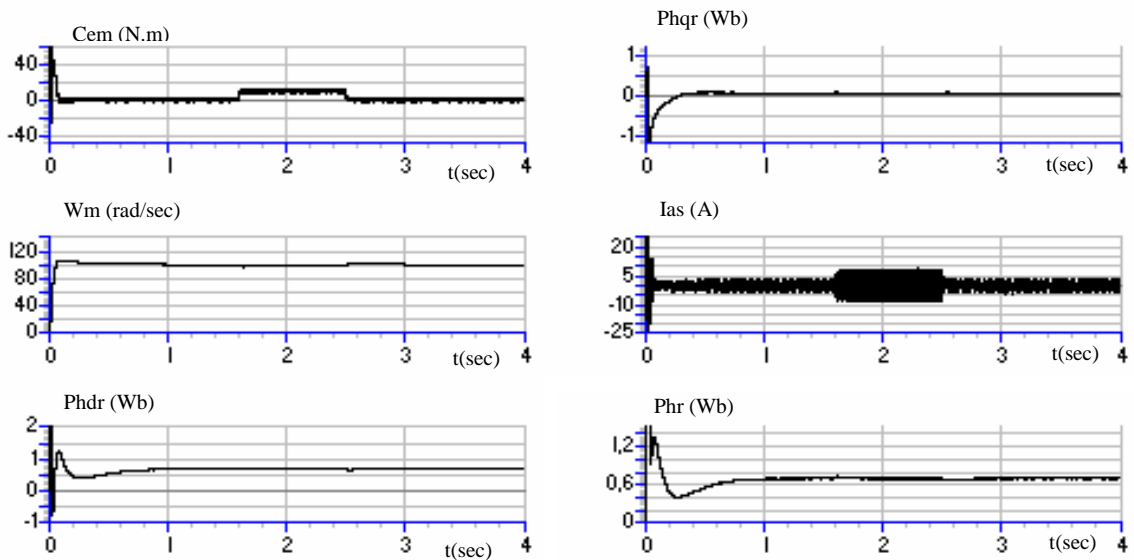 Cem (N.m)
40
0
-40
0 1 2 3 4
t(sec)
Phqr (Wb)
1
0
-1
0 1 2 3 4
t(sec)
Wm (rad/sec)
120
80
40
0
0 1 2 3 4
t(sec)
Ias (A)
20
5
-10
-25
0 1 2 3 4
t(sec)
Phdr (Wb)
2
1
0
-1
0 1 2 3 4
t(sec)
Phr (Wb)
1,2
0,6
0
0 1 2 3 4
t(sec)